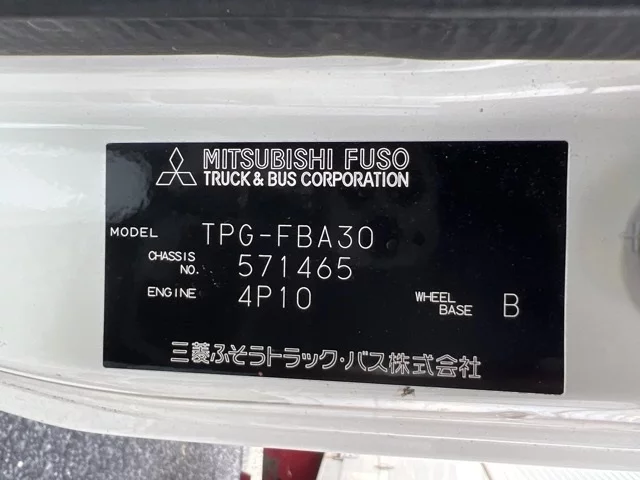 MITSUBISHI FUSO
TRUCK & BUS CORPORATION
MODEL TPG-FBA30
CHASSIS NO. 571465
ENGINE 4P10 WHEEL BASE B
三菱ふそうトラック・バス株式会社